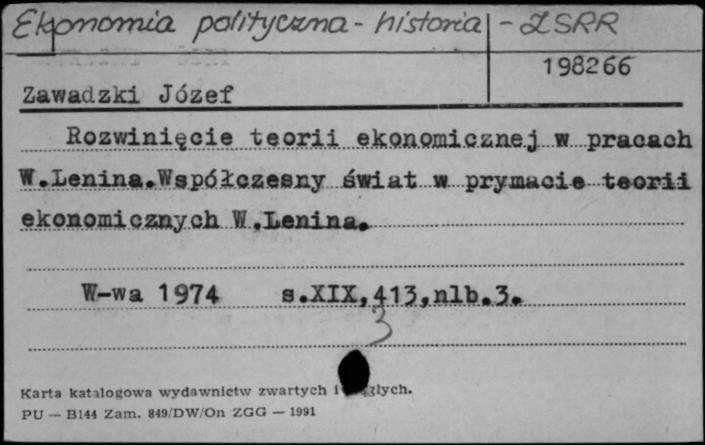 Ekonomia polityczna - historia - ZSRR
198266
Zawadzki Józef
Rozwinięcie teorii ekonomicznej w pracach
W.Lenina.Współczesny świat w prymacie teorii
ekonomicznych W.Lenina.
W-wa 1974 s.XIX,413,nlb.3.
3
Karta katalogowa wydawnictw zwartych i
PU — B144 Zam. 849/DW/On ZGG — 1991